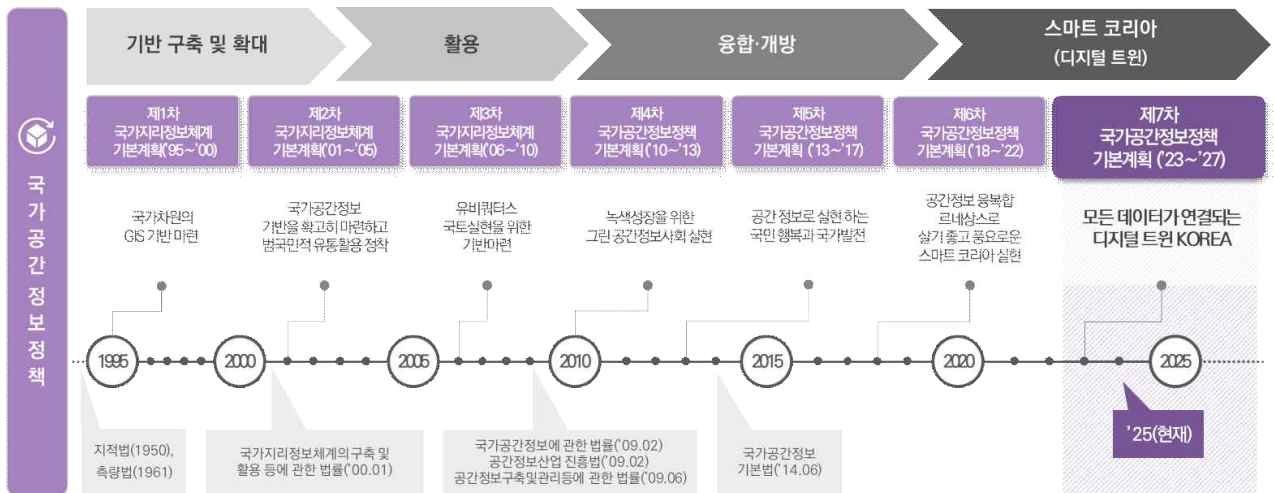 국가공간정보정책
기반 구축 및 확대
활용
융합·개방
스마트 코리아
(디지털 트윈)
제1차
국가지리정보체계
기본계획('95~'00)
제2차
국가지리정보체계
기본계획('01~'05)
제3차
국가지리정보체계
기본계획('06~'10)
제4차
국가공간정보정책
기본계획('10~'13)
제5차
국가공간정보정책
기본계획 ('13~'17)
제6차
국가공간정보정책
기본계획 ('18~'22)
제7차
국가공간정보정책
기본계획 ('23~'27)
국가차원의
GIS 기반 마련
국가공간정보
기반을 확고히 마련하고
범국민적 유통활용 정착
유비쿼터스
국토실현을 위한
기반마련
녹색성장을 위한
그린 공간정보사회 실현
공간 정보로 실현 하는
국민 행복과 국가발전
공간정보 융복합
르네상스로
살기 좋고 풍요로운
스마트 코리아 실현
모든 데이터가 연결되는
디지털 트윈 KOREA
1995
2000
2005
2010
2015
2020
2025
지적법(1950),
측량법(1961)
국가지리정보체계의 구축 및
활용 등에 관한 법률('00.01)
국가공간정보에 관한 법률('09.02)
공간정보산업 진흥법('09.02)
공간정보구축및관리등에 관한 법률('09.06)
국가공간정보
기본법('14.06)
'25(현재)